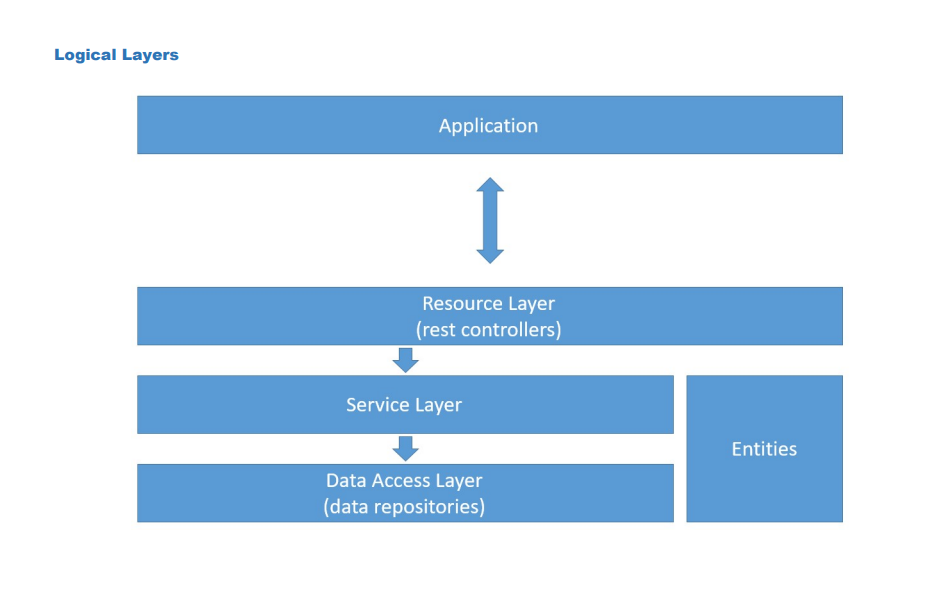 Logical Layers
Application
Resource Layer
(rest controllers)
Service Layer
Entities
Data Access Layer
(data repositories)